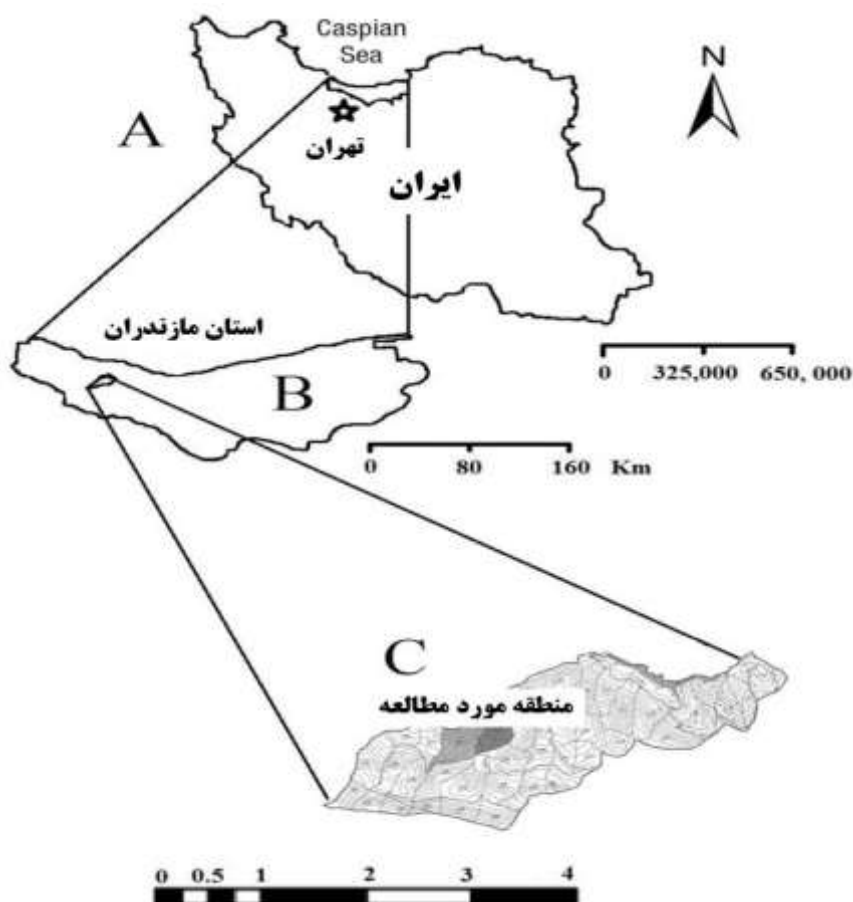 Caspian
Sea
N
A
تهران
ایران
استان مازندران
B
0 325,000 650, 000
0 80 160 Km
C
منطقه مورد مطالعه
0 0.5 1 2 3 4